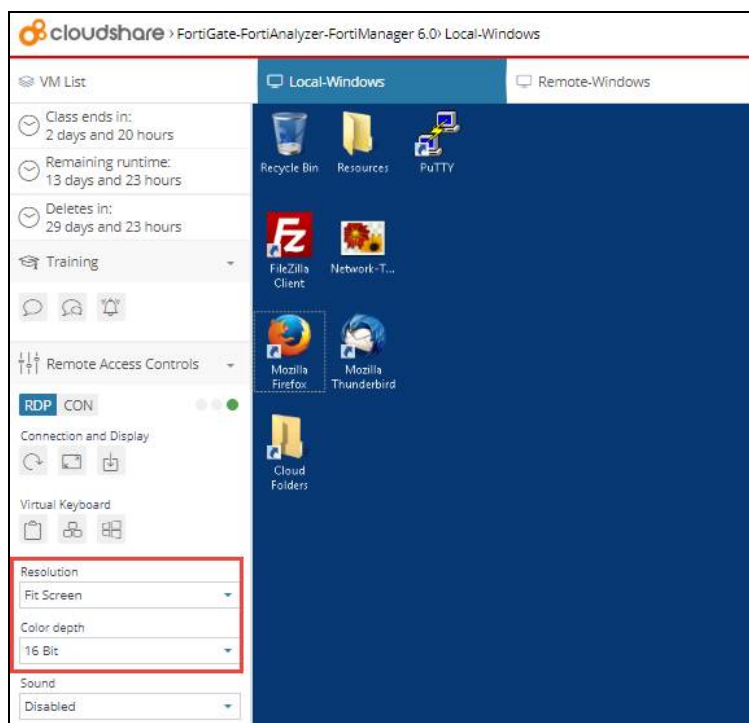 cloudshare › FortiGate-FortiAnalyzer-FortiManager 6.0› Local-Windows
VM List
Local-Windows
Remote-Windows
Class ends in:
2 days and 20 hours
Remaining runtime:
13 days and 23 hours
Deletes in:
29 days and 23 hours
Training
Remote Access Controls
RDP CON
Connection and Display
Virtual Keyboard
Resolution
Fit Screen
Color depth
16 Bit
Sound
Disabled
Recycle Bin
Resources
PuTTY
FileZilla
Client
Network-T...
Mozilla
Firefox
Mozilla
Thunderbird
Cloud
Folders